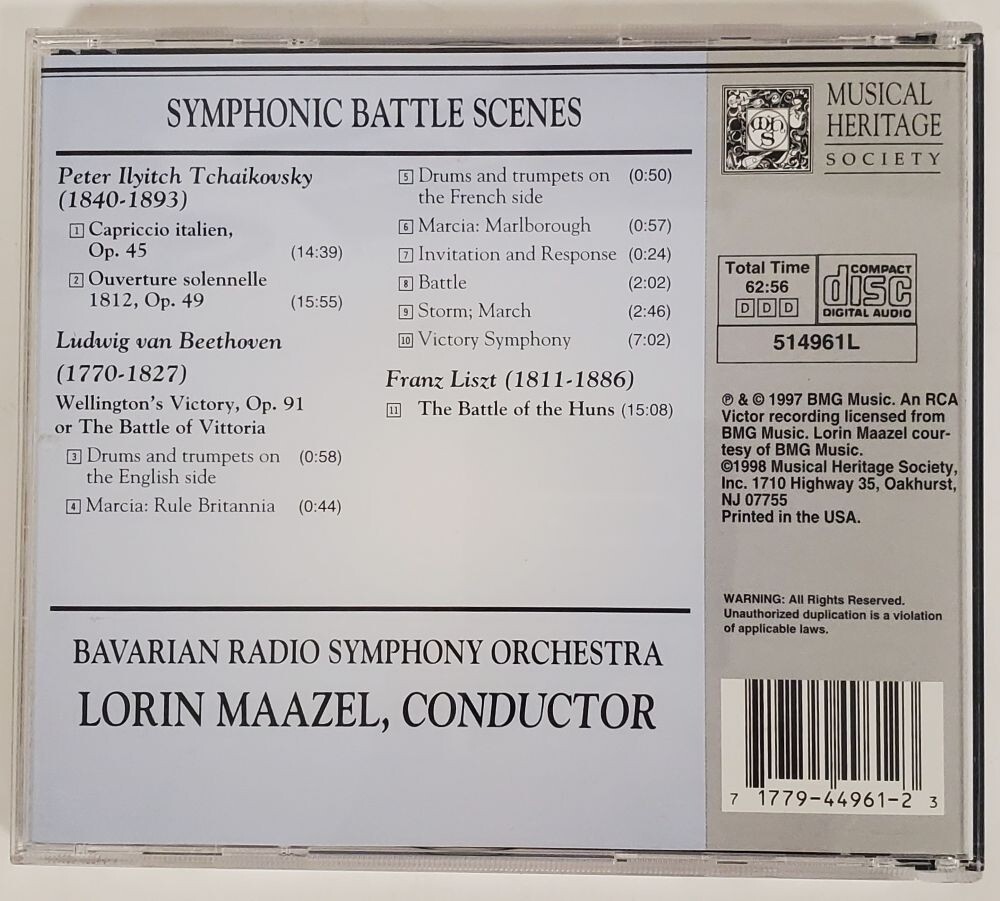 SYMPHONIC BATTLE SCENES
Peter Ilyitch Tchaikovsky
(1840-1893)
1 Capriccio italien,
Op. 45 (14:39)
2 Ouverture solennelle
1812, Op. 49 (15:55)
Ludwig van Beethoven
(1770-1827)
Wellington's Victory, Op. 91
or The Battle of Vittoria
3 Drums and trumpets on (0:58)
the English side
4 Marcia: Rule Britannia (0:44)
5 Drums and trumpets on (0:50)
the French side
6 Marcia: Marlborough (0:57)
7 Invitation and Response (0:24)
8 Battle (2:02)
9 Storm; March (2:46)
10 Victory Symphony (7:02)
Franz Liszt (1811-1886)
11 The Battle of the Huns (15:08)
BAVARIAN RADIO SYMPHONY ORCHESTRA
LORIN MAAZEL, CONDUCTOR
MHS
MUSICAL
HERITAGE
SOCIETY
Total Time
62:56
D D D
COMPACT
disc
DIGITAL AUDIO
514961L
℗ & © 1997 BMG Music. An RCA
Victor recording licensed from
BMG Music. Lorin Maazel cour-
tesy of BMG Music.
©1998 Musical Heritage Society,
Inc. 1710 Highway 35, Oakhurst,
NJ 07755
Printed in the USA.
WARNING: All Rights Reserved.
Unauthorized duplication is a violation
of applicable laws.
7 1779-44961-2 3